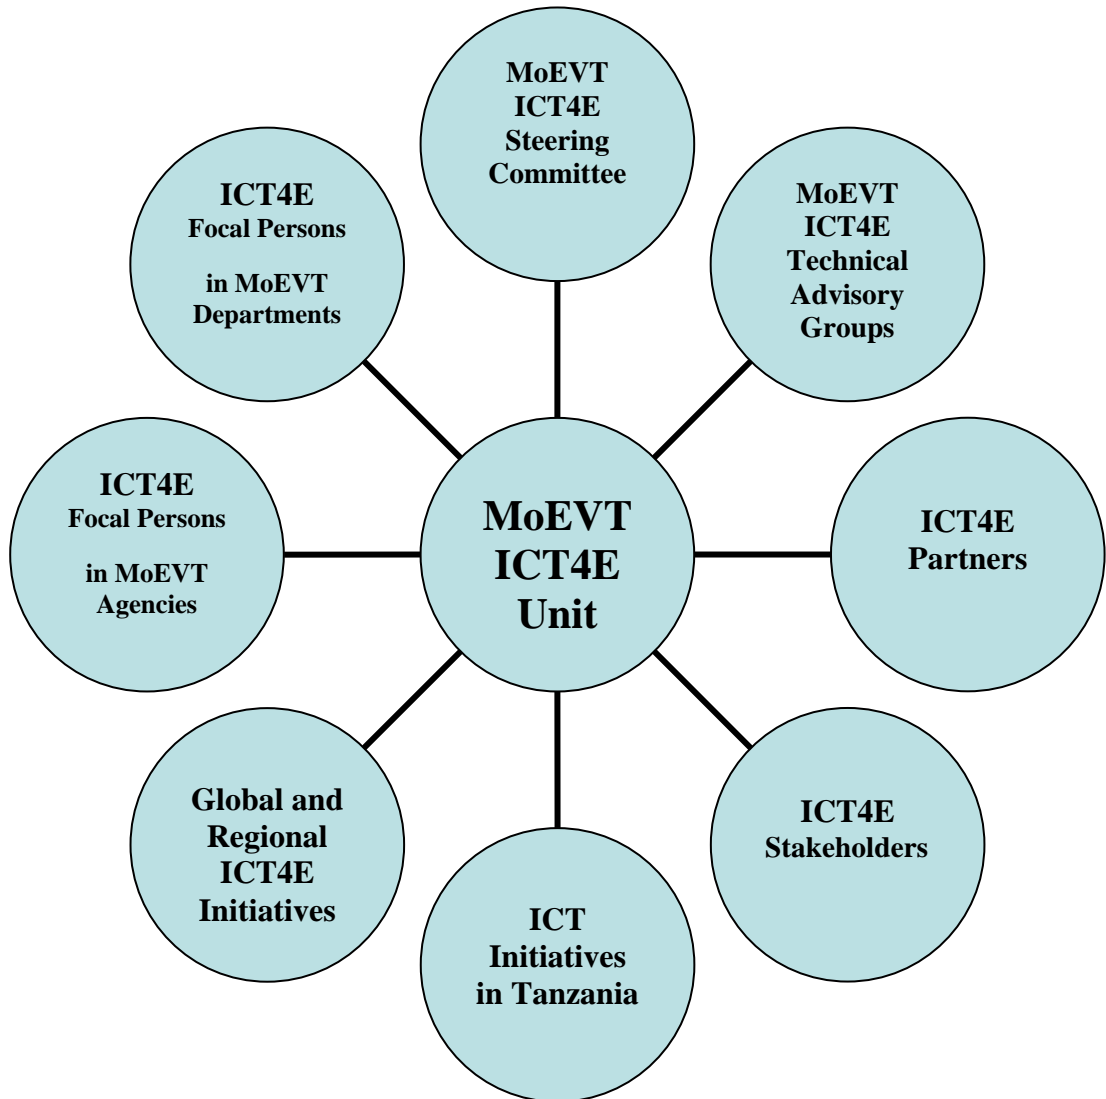 MoEVT
ICT4E
Steering
Committee
MoEVT
ICT4E
Technical
Advisory
Groups
ICT4E
Partners
ICT4E
Stakeholders
ICT
Initiatives
in Tanzania
Global and
Regional
ICT4E
Initiatives
ICT4E
Focal Persons
in MoEVT
Agencies
ICT4E
Focal Persons
in MoEVT
Departments
MoEVT
ICT4E
Unit